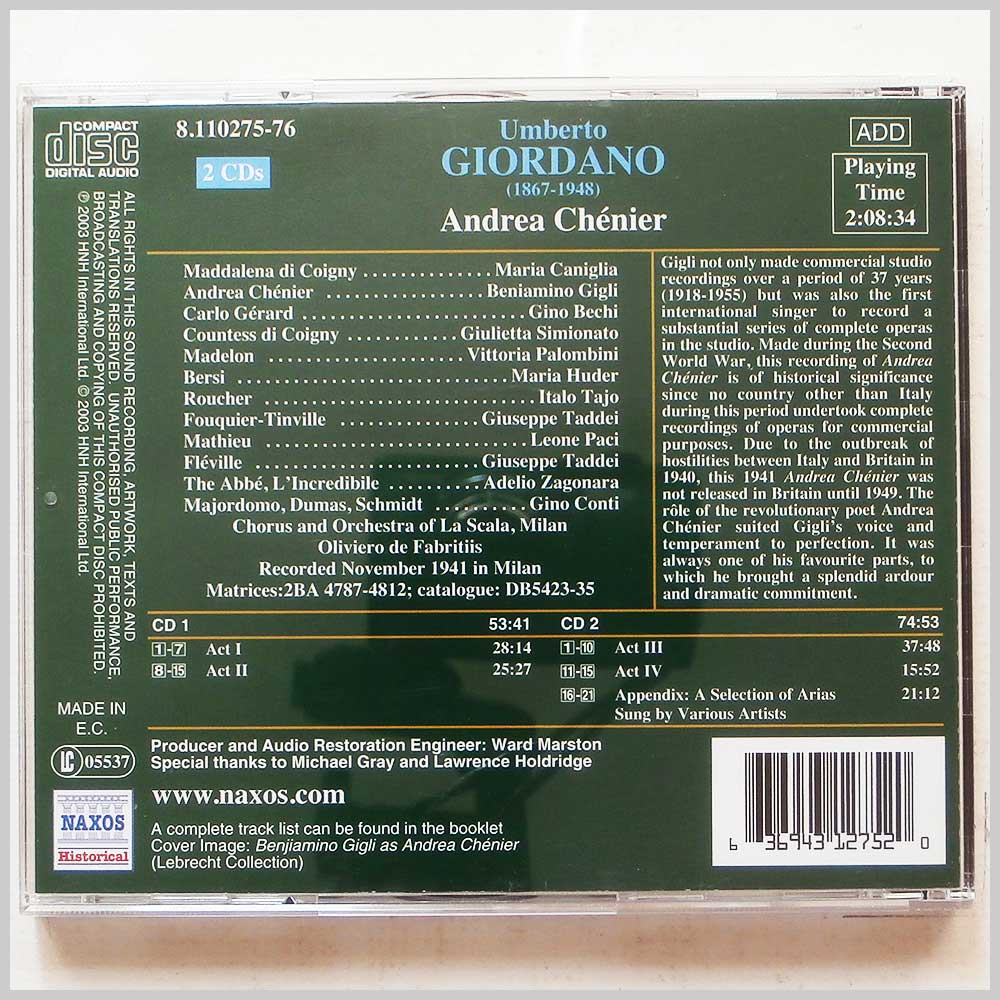 COMPACT
disc
DIGITAL AUDIO
8.110275-76
2 CDs
Umberto
GIORDANO
(1867-1948)
Andrea Chénier
ADD
Playing
Time
2:08:34
ALL RIGHTS IN THIS SOUND RECORDING, ARTWORK, TEXTS AND
TRANSLATIONS RESERVED. UNAUTHORISED PUBLIC PERFORMANCE,
BROADCASTING AND COPYING OF THIS COMPACT DISC PROHIBITED.
℗ 2003 HNH International Ltd. © 2003 HNH International Ltd.
Maddalena di Coigny .............. Maria Caniglia
Andrea Chénier ................. Beniamino Gigli
Carlo Gérard ........................ Gino Bechi
Countess di Coigny ............ Giulietta Simionato
Madelon ..................... Vittoria Palombini
Bersi ........................... Maria Huder
Roucher ........................... Italo Tajo
Fouquier-Tinville ............... Giuseppe Taddei
Mathieu .......................... Leone Paci
Fléville ...................... Giuseppe Taddei
The Abbé, L'Incredibile .......... Adelio Zagonara
Majordomo, Dumas, Schmidt .......... Gino Conti
Chorus and Orchestra of La Scala, Milan
Oliviero de Fabritiis
Recorded November 1941 in Milan
Matrices:2BA 4787-4812; catalogue: DB5423-35
Gigli not only made commercial studio
recordings over a period of 37 years
(1918-1955) but was also the first
international singer to record a
substantial series of complete operas
in the studio. Made during the Second
World War, this recording of Andrea
Chénier is of historical significance
since no country other than Italy
during this period undertook complete
recordings of operas for commercial
purposes. Due to the outbreak of
hostilities between Italy and Britain in
1940, this 1941 Andrea Chénier was
not released in Britain until 1949. The
rôle of the revolutionary poet Andrea
Chénier suited Gigli's voice and
temperament to perfection. It was
always one of his favourite parts, to
which he brought a splendid ardour
and dramatic commitment.
CD 1 53:41
1-7 Act I 28:14
8-15 Act II 25:27
CD 2 74:53
1-10 Act III 37:48
11-15 Act IV 15:52
16-21 Appendix: A Selection of Arias 21:12
Sung by Various Artists
MADE IN
E.C.
LC 05537
NAXOS
Historical
Producer and Audio Restoration Engineer: Ward Marston
Special thanks to Michael Gray and Lawrence Holdridge
www.naxos.com
A complete track list can be found in the booklet
Cover Image: Benjiamino Gigli as Andrea Chénier
(Lebrecht Collection)
6 36943 12752 0